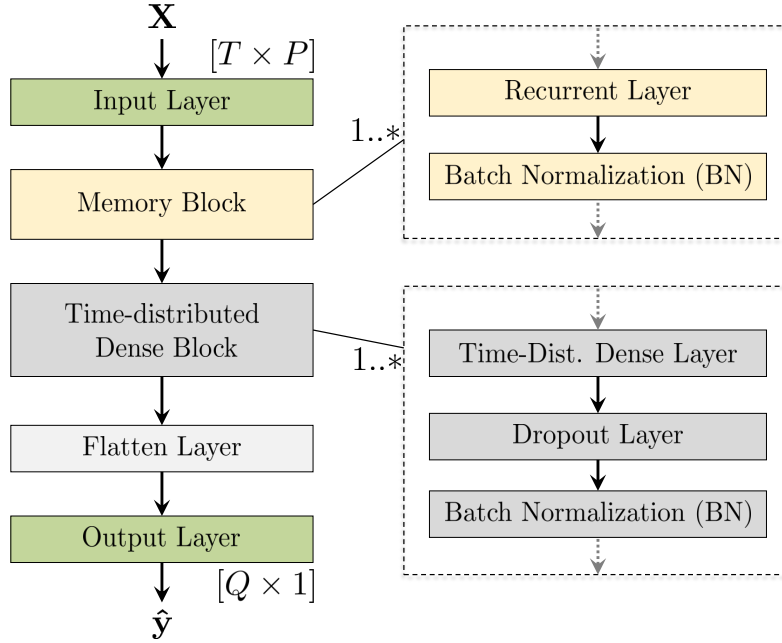 X
[T × P]
Input Layer
Memory Block
Time-distributed
Dense Block
Flatten Layer
Output Layer
[Q × 1]
ŷ
1..*
Recurrent Layer
Batch Normalization (BN)
1..*
Time-Dist. Dense Layer
Dropout Layer
Batch Normalization (BN)